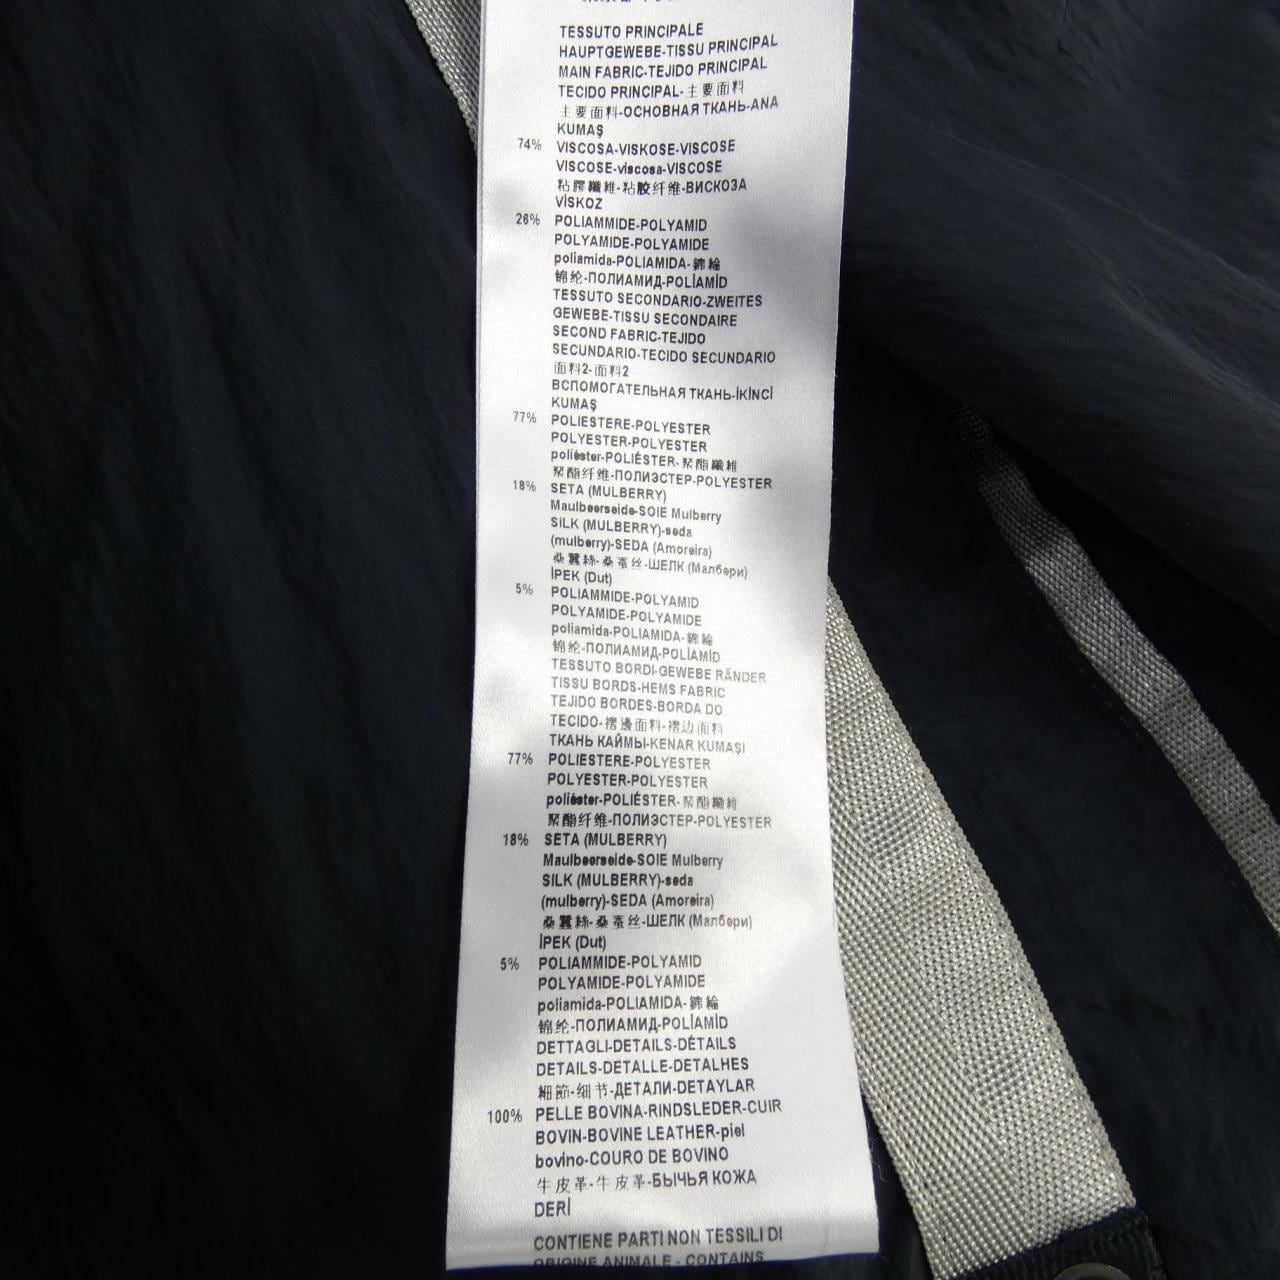 TESSUTO PRINCIPALE
HAUPTGEWEBE-TISSU PRINCIPAL
MAIN FABRIC-TEJIDO PRINCIPAL
TECIDO PRINCIPAL-主要面料
主要面料-ОСНОВНАЯ ТКАНЬ-ANA
KUMAŞ
74% VISCOSA-VISKOSE-VISCOSE
VISCOSE-viscosa-VISCOSE
粘膠纖維-粘胶纤维-ВИСКОЗА
VİSKOZ
26% POLIAMMIDE-POLYAMID
POLYAMIDE-POLYAMIDE
poliamida-POLIAMIDA-錦綸
锦纶-ПОЛИАМИД-POLİAMİD
TESSUTO SECONDARIO-ZWEITES
GEWEBE-TISSU SECONDAIRE
SECOND FABRIC-TEJIDO
SECUNDARIO-TECIDO SECUNDARIO
面料2-面料2
ВСПОМОГАТЕЛЬНАЯ ТКАНЬ-İKİNCİ
KUMAŞ
77% POLIESTERE-POLYESTER
POLYESTER-POLYESTER
poliéster-POLIÉSTER-聚酯纖維
聚酯纤维-ПОЛИЭСТЕР-POLYESTER
18% SETA (MULBERRY)
Maulbeerseide-SOIE Mulberry
SILK (MULBERRY)-seda
(mulberry)-SEDA (Amoreira)
桑蠶絲-桑蚕丝-ШЕЛК (Малбери)
İPEK (Dut)
5% POLIAMMIDE-POLYAMID
POLYAMIDE-POLYAMIDE
poliamida-POLIAMIDA-錦綸
锦纶-ПОЛИАМИД-POLİAMİD
TESSUTO BORDI-GEWEBE RÄNDER
TISSU BORDS-HEMS FABRIC
TEJIDO BORDES-BORDA DO
TECIDO-褶邊面料-褶边面料
ТКАНЬ КАЙМЫ-KENAR KUMAŞI
77% POLIESTERE-POLYESTER
POLYESTER-POLYESTER
poliéster-POLIÉSTER-聚酯纖維
聚酯纤维-ПОЛИЭСТЕР-POLYESTER
18% SETA (MULBERRY)
Maulbeerseide-SOIE Mulberry
SILK (MULBERRY)-seda
(mulberry)-SEDA (Amoreira)
桑蠶絲-桑蚕丝-ШЕЛК (Малбери)
İPEK (Dut)
5% POLIAMMIDE-POLYAMID
POLYAMIDE-POLYAMIDE
poliamida-POLIAMIDA-錦綸
锦纶-ПОЛИАМИД-POLİAMİD
DETTAGLI-DETAILS-DÉTAILS
DETAILS-DETALLE-DETALHES
細節-细节-ДЕТАЛИ-DETAYLAR
100% PELLE BOVINA-RINDSLEDER-CUIR
BOVIN-BOVINE LEATHER-piel
bovino-COURO DE BOVINO
牛皮革-牛皮革-БЫЧЬЯ КОЖА
DERİ
CONTIENE PARTI NON TESSILI DI
ORIGINE ANIMALE - CONTAINS